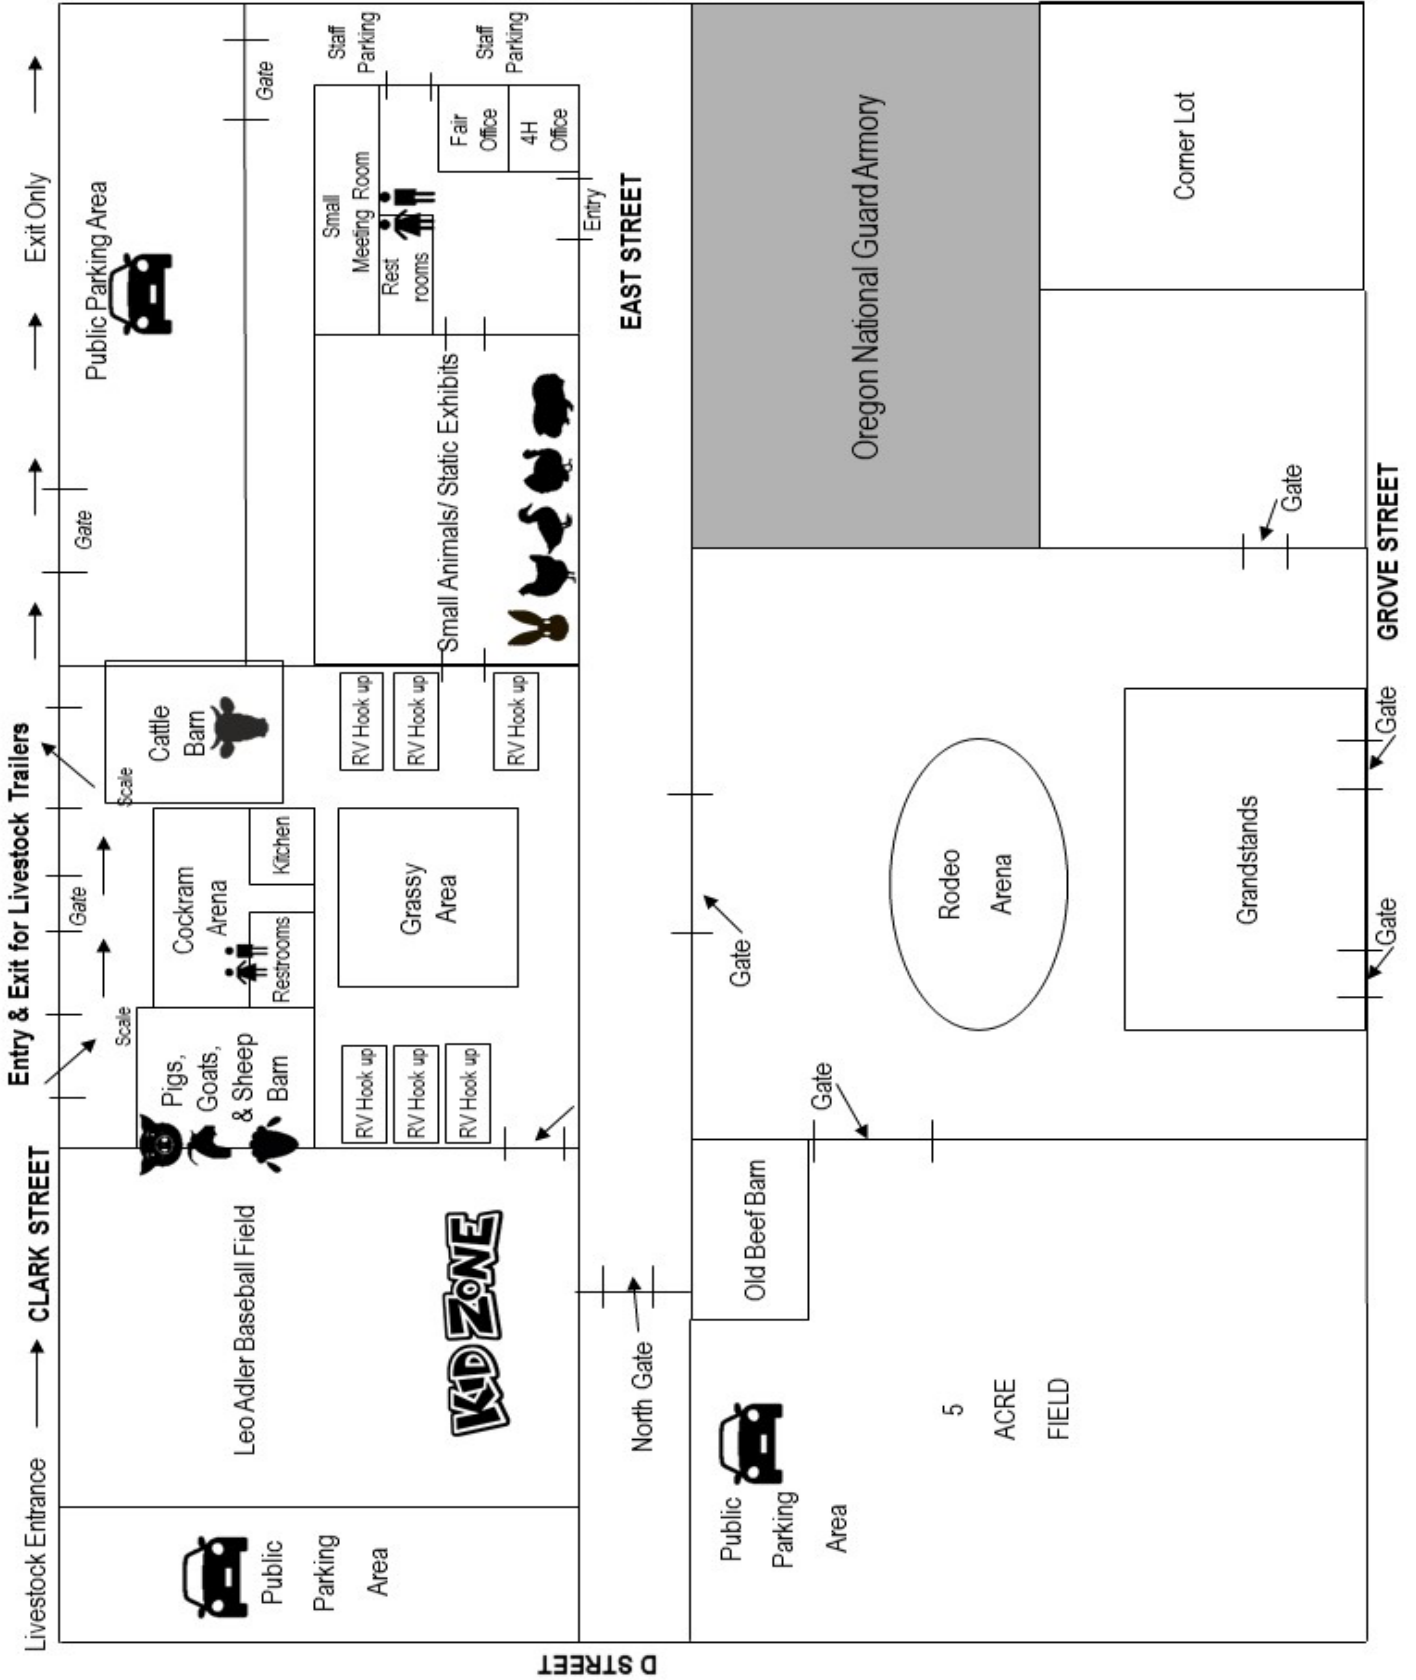 Livestock Entrance
CLARK STREET
Entry & Exit for Livestock Trailers
Exit Only
Gate
Gate
Gate
Public Parking Area
Scale
Scale
Pigs,
Goats,
& Sheep
Barn
Cockram
Arena
Restrooms
Kitchen
Cattle
Barn
Leo Adler Baseball Field
KID ZONE
Public
Parking
Area
RV Hook up
RV Hook up
RV Hook up
Grassy
Area
RV Hook up
RV Hook up
RV Hook up
Small Animals/ Static Exhibits
Small
Meeting Room
Rest
rooms
Staff
Parking
Staff
Parking
Fair
Office
4H
Office
Entry
EAST STREET
North Gate
D STREET
Public
Parking
Area
Old Beef Barn
5
ACRE
FIELD
Gate
Gate
Rodeo
Arena
Grandstands
Oregon National Guard Armory
Corner Lot
Gate
Gate
Gate
GROVE STREET